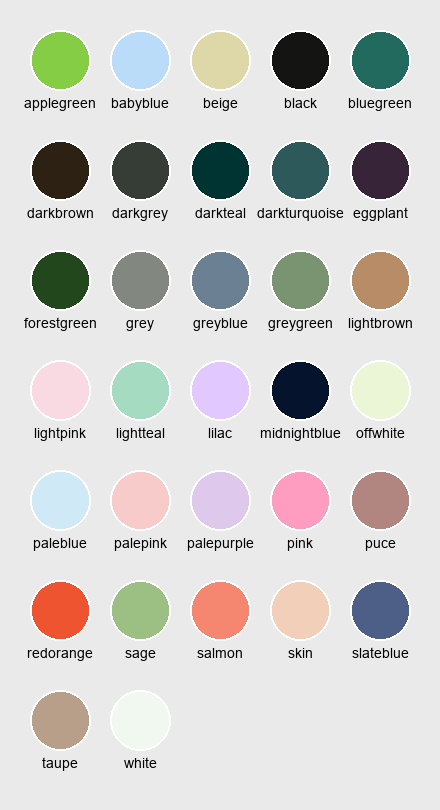 applegreen babyblue beige black bluegreen
darkbrown darkgrey darkteal darkturquoise eggplant
forestgreen grey greyblue greygreen lightbrown
lightpink lightteal lilac midnightblue offwhite
paleblue palepink palepurple pink puce
redorange sage salmon skin slateblue
taupe white